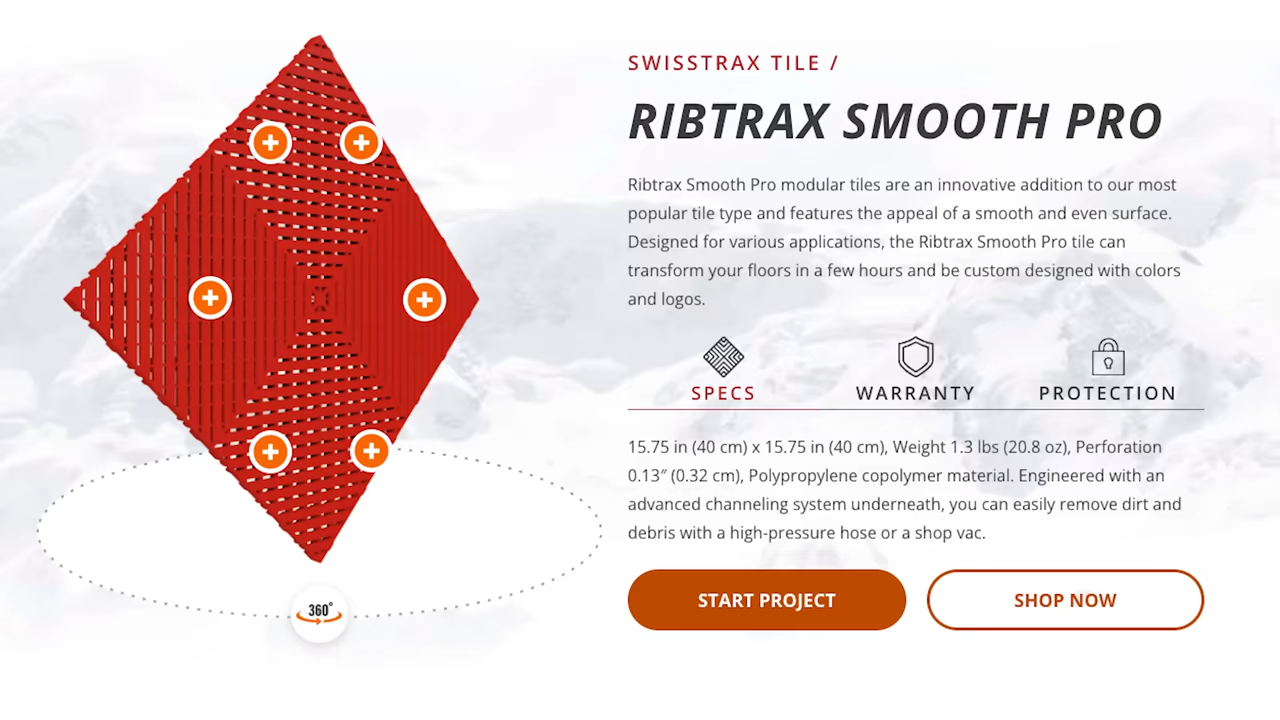 SWISSTRAX TILE /
RIBTRAX SMOOTH PRO
Ribtrax Smooth Pro modular tiles are an innovative addition to our most
popular tile type and features the appeal of a smooth and even surface.
Designed for various applications, the Ribtrax Smooth Pro tile can
transform your floors in a few hours and be custom designed with colors
and logos.
SPECS WARRANTY PROTECTION
15.75 in (40 cm) x 15.75 in (40 cm), Weight 1.3 lbs (20.8 oz), Perforation
0.13″ (0.32 cm), Polypropylene copolymer material. Engineered with an
advanced channeling system underneath, you can easily remove dirt and
debris with a high-pressure hose or a shop vac.
START PROJECT SHOP NOW
360°